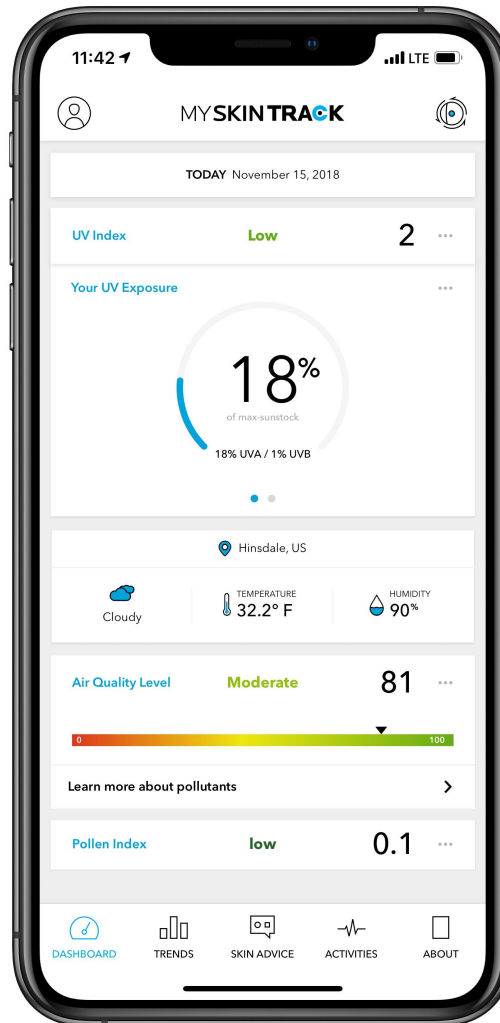 11:42 LTE
MYSKINTRACK
TODAY November 15, 2018
UV Index Low 2
Your UV Exposure
18%
of max-sunstock
18% UVA / 1% UVB
Hinsdale, US
Cloudy
TEMPERATURE
32.2° F
HUMIDITY
90%
Air Quality Level Moderate 81
0 100
Learn more about pollutants
Pollen Index low 0.1
DASHBOARD TRENDS SKIN ADVICE ACTIVITIES ABOUT